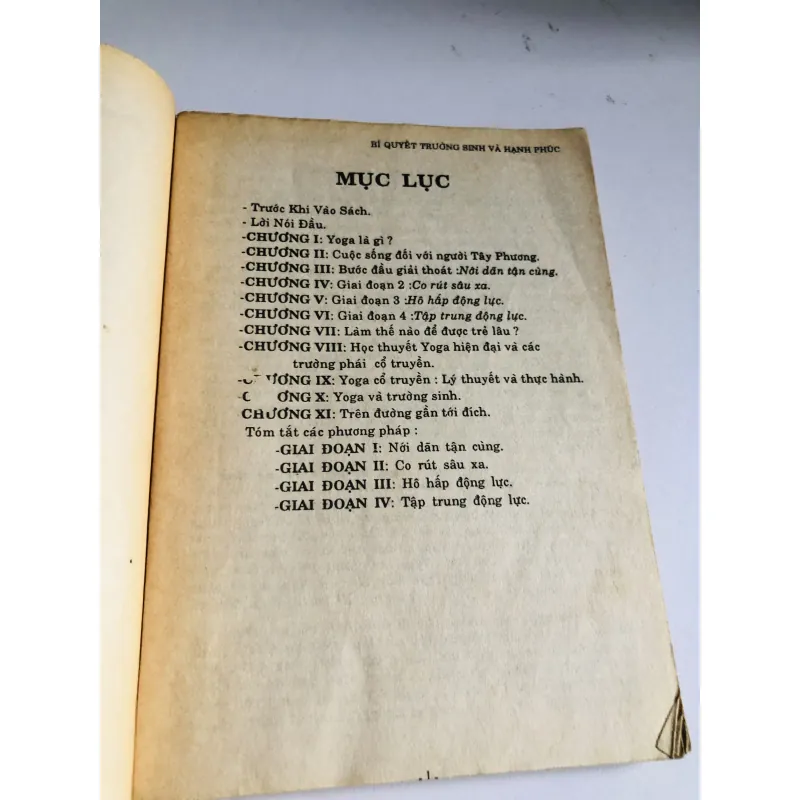 BÍ QUYẾT TRƯỜNG SINH VÀ HẠNH PHÚC
MỤC LỤC
- Trước Khi Vào Sách.
- Lời Nói Đầu.
-CHƯƠNG I: Yoga là gì ?
-CHƯƠNG II: Cuộc sống đối với người Tây Phương.
-CHƯƠNG III: Bước đầu giải thoát :Nới dãn tận cùng.
-CHƯƠNG IV: Giai đoạn 2 :Co rút sâu xa.
-CHƯƠNG V: Giai đoạn 3 :Hô hấp động lực.
-CHƯƠNG VI: Giai đoạn 4 :Tập trung động lực.
-CHƯƠNG VII: Làm thế nào để được trẻ lâu ?
-CHƯƠNG VIII: Học thuyết Yoga hiện đại và các
trường phái cổ truyền.
-CHƯƠNG IX: Yoga cổ truyền : Lý thuyết và thực hành.
-C ƠNG X: Yoga và trường sinh.
CHƯƠNG XI: Trên đường gần tới đích.
Tóm tắt các phương pháp :
-GIAI ĐOẠN I: Nới dãn tận cùng.
-GIAI ĐOẠN II: Co rút sâu xa.
-GIAI ĐOẠN III: Hô hấp động lực.
-GIAI ĐOẠN IV: Tập trung động lực.
-1-